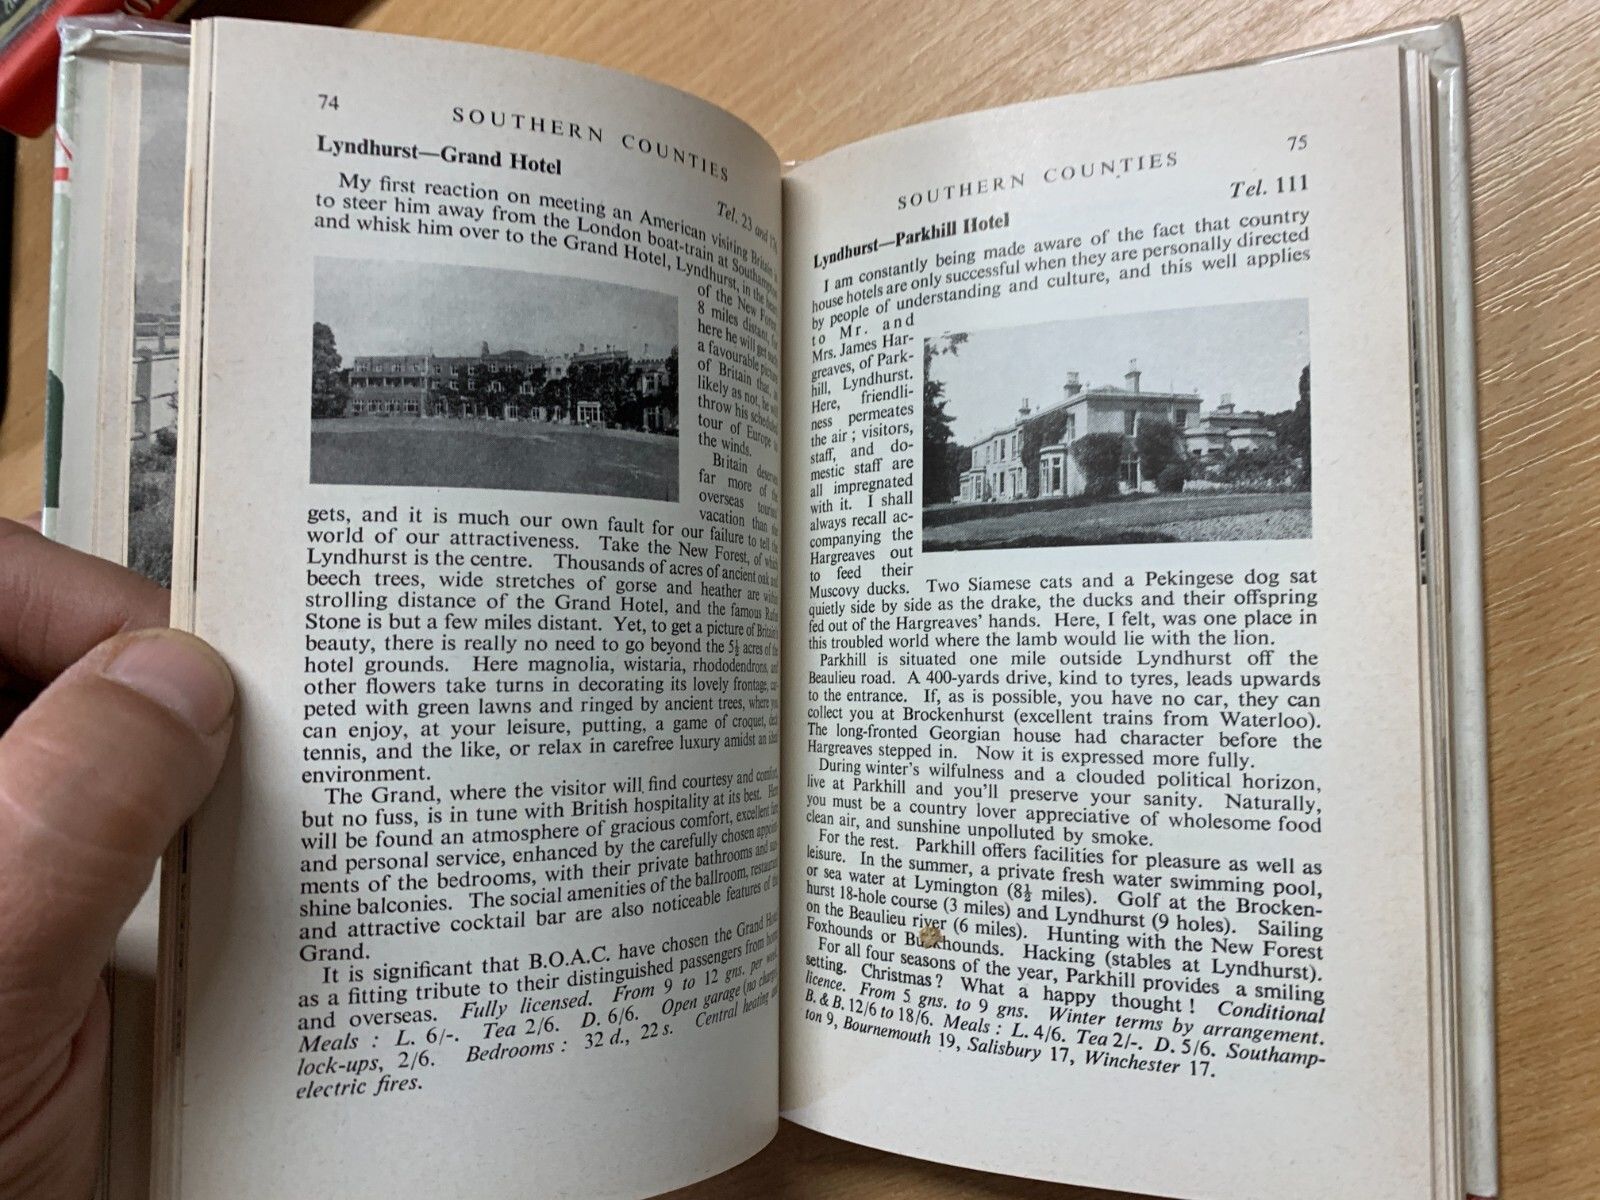 74
SOUTHERN COUNTIES
Lyndhurst—Grand Hotel
Tel. 23 and
My first reaction on meeting an American visiting Britain is
to steer him away from the London boat-train at Southampton
and whisk him over to the Grand Hotel, Lyndhurst, in the heart
of the New Forest
8 miles distant, for
here he will get such
a favourable picture
of Britain that, as
likely as not, he will
throw his scheduled
tour of Europe to
the winds.
Britain deserves
far more of the
overseas tourist
vacation than she
gets, and it is much our own fault for our failure to tell the
world of our attractiveness. Take the New Forest, of which
Lyndhurst is the centre. Thousands of acres of ancient oak and
beech trees, wide stretches of gorse and heather are within
strolling distance of the Grand Hotel, and the famous Rufus
Stone is but a few miles distant. Yet, to get a picture of Britain's
beauty, there is really no need to go beyond the 5½ acres of the
hotel grounds. Here magnolia, wistaria, rhododendrons, and
other flowers take turns in decorating its lovely frontage, car-
peted with green lawns and ringed by ancient trees, where you
can enjoy, at your leisure, putting, a game of croquet, deck
tennis, and the like, or relax in carefree luxury amidst an ideal
environment.
The Grand, where the visitor will find courtesy and comfort,
but no fuss, is in tune with British hospitality at its best. Here
will be found an atmosphere of gracious comfort, excellent fare
and personal service, enhanced by the carefully chosen appoint-
ments of the bedrooms, with their private bathrooms and sun-
shine balconies. The social amenities of the ballroom, restaurant
and attractive cocktail bar are also noticeable features of the
Grand.
It is significant that B.O.A.C. have chosen the Grand Hotel
as a fitting tribute to their distinguished passengers from home
and overseas. Fully licensed. From 9 to 12 gns. per week.
Meals : L. 6/-. Tea 2/6. D. 6/6. Open garage (no charge)
lock-ups, 2/6. Bedrooms : 32 d., 22 s. Central heating and
electric fires.
75
SOUTHERN COUNTIES
Tel. 111
Lyndhurst—Parkhill Hotel
I am constantly being made aware of the fact that country
house hotels are only successful when they are personally directed
by people of understanding and culture, and this well applies
to Mr. and
Mrs. James Har-
greaves, of Park-
hill, Lyndhurst.
Here, friendli-
ness permeates
the air ; visitors,
staff, and do-
mestic staff are
all impregnated
with it. I shall
always recall ac-
companying the
Hargreaves out
to feed their
Muscovy ducks. Two Siamese cats and a Pekingese dog sat
quietly side by side as the drake, the ducks and their offspring
fed out of the Hargreaves' hands. Here, I felt, was one place in
this troubled world where the lamb would lie with the lion.
Parkhill is situated one mile outside Lyndhurst off the
Beaulieu road. A 400-yards drive, kind to tyres, leads upwards
to the entrance. If, as is possible, you have no car, they can
collect you at Brockenhurst (excellent trains from Waterloo).
The long-fronted Georgian house had character before the
Hargreaves stepped in. Now it is expressed more fully.
During winter's wilfulness and a clouded political horizon,
live at Parkhill and you'll preserve your sanity. Naturally,
you must be a country lover appreciative of wholesome food
clean air, and sunshine unpolluted by smoke.
For the rest. Parkhill offers facilities for pleasure as well as
leisure. In the summer, a private fresh water swimming pool,
or sea water at Lymington (8½ miles). Golf at the Brocken-
hurst 18-hole course (3 miles) and Lyndhurst (9 holes). Sailing
on the Beaulieu river (6 miles). Hunting with the New Forest
Foxhounds or Buckhounds. Hacking (stables at Lyndhurst).
For all four seasons of the year, Parkhill provides a smiling
setting. Christmas? What a happy thought! Conditional
licence. From 5 gns. to 9 gns. Winter terms by arrangement.
B. & B. 12/6 to 18/6. Meals : L. 4/6. Tea 2/-. D. 5/6. Southamp-
ton 9, Bournemouth 19, Salisbury 17, Winchester 17.